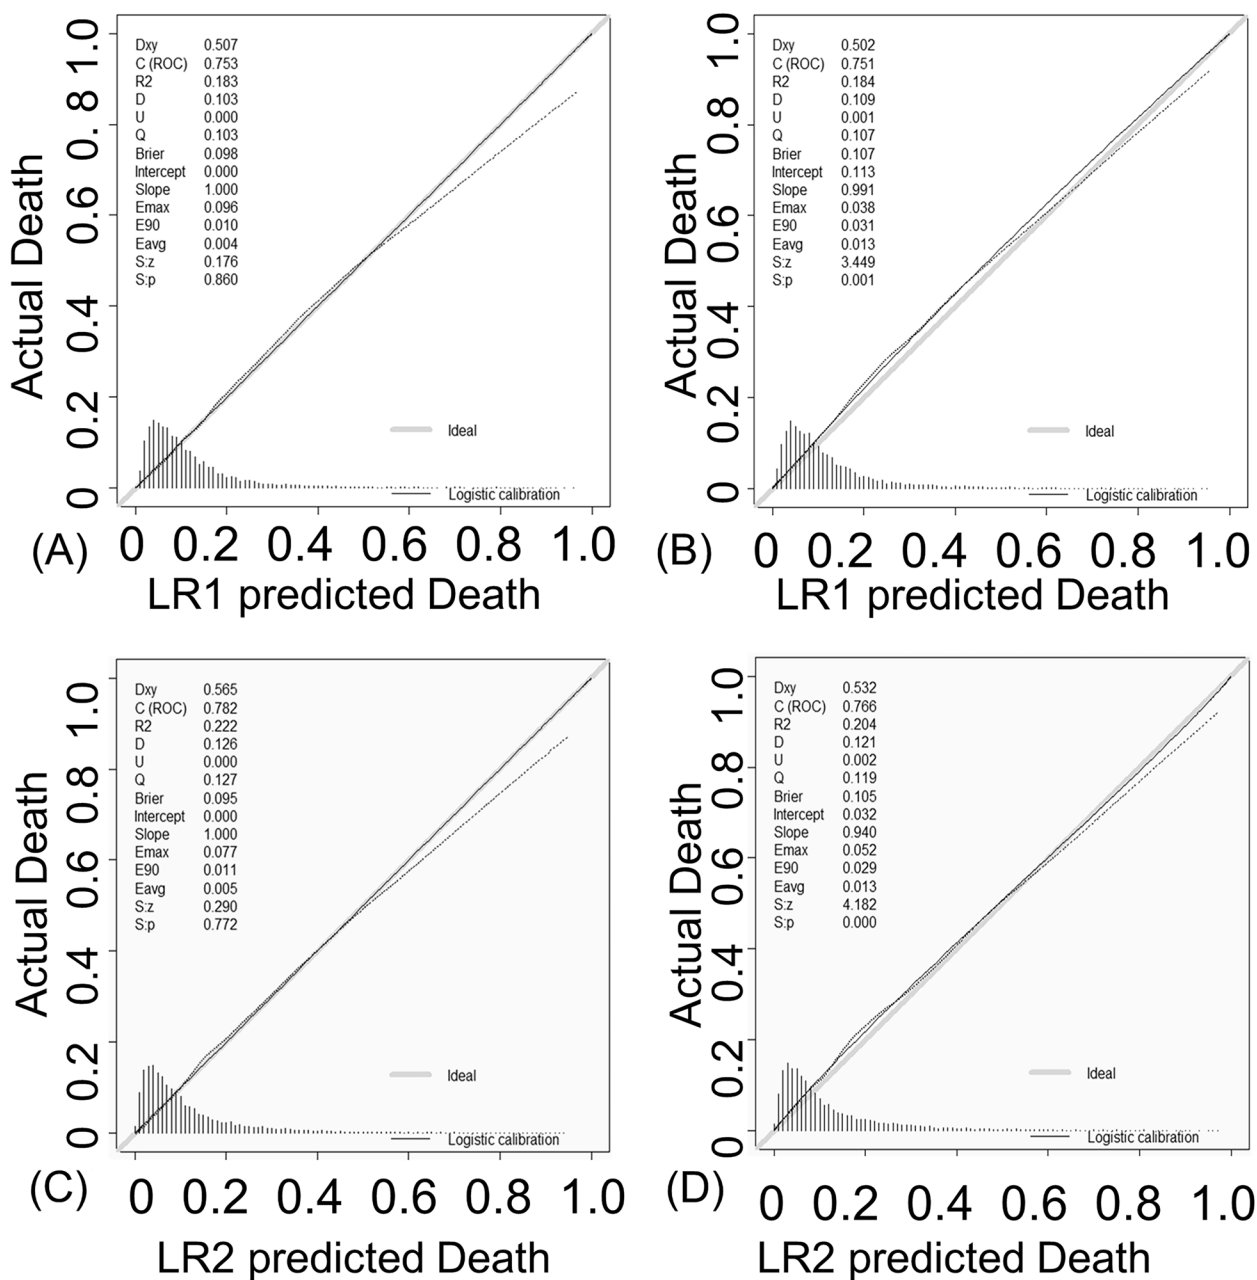 Dxy 0.507
C (ROC) 0.753
R2 0.183
D 0.103
U 0.000
Q 0.103
Brier 0.098
Intercept 0.000
Slope 1.000
Emax 0.096
E90 0.010
Eavg 0.004
S:z 0.176
S:p 0.860
Actual Death
1.0
0.8
0.6
0.4
0.2
0
Ideal
Logistic calibration
(A)
0 0.2 0.4 0.6 0.8 1.0
LR1 predicted Death
Dxy 0.502
C (ROC) 0.751
R2 0.184
D 0.109
U 0.001
Q 0.107
Brier 0.107
Intercept 0.113
Slope 0.991
Emax 0.038
E90 0.031
Eavg 0.013
S:z 3.449
S:p 0.001
Actual Death
1.0
0.8
0.6
0.4
0.2
0
Ideal
Logistic calibration
(B)
0 0.2 0.4 0.6 0.8 1.0
LR1 predicted Death
Dxy 0.565
C (ROC) 0.782
R2 0.222
D 0.126
U 0.000
Q 0.127
Brier 0.095
Intercept 0.000
Slope 1.000
Emax 0.077
E90 0.011
Eavg 0.005
S:z 0.290
S:p 0.772
Actual Death
1.0
0.8
0.6
0.4
0.2
0
Ideal
Logistic calibration
(C)
0 0.2 0.4 0.6 0.8 1.0
LR2 predicted Death
Dxy 0.532
C (ROC) 0.766
R2 0.204
D 0.121
U 0.002
Q 0.119
Brier 0.105
Intercept 0.032
Slope 0.940
Emax 0.052
E90 0.029
Eavg 0.013
S:z 4.182
S:p 0.000
Actual Death
1.0
0.8
0.6
0.4
0.2
0
Ideal
Logistic calibration
(D)
0 0.2 0.4 0.6 0.8 1.0
LR2 predicted Death